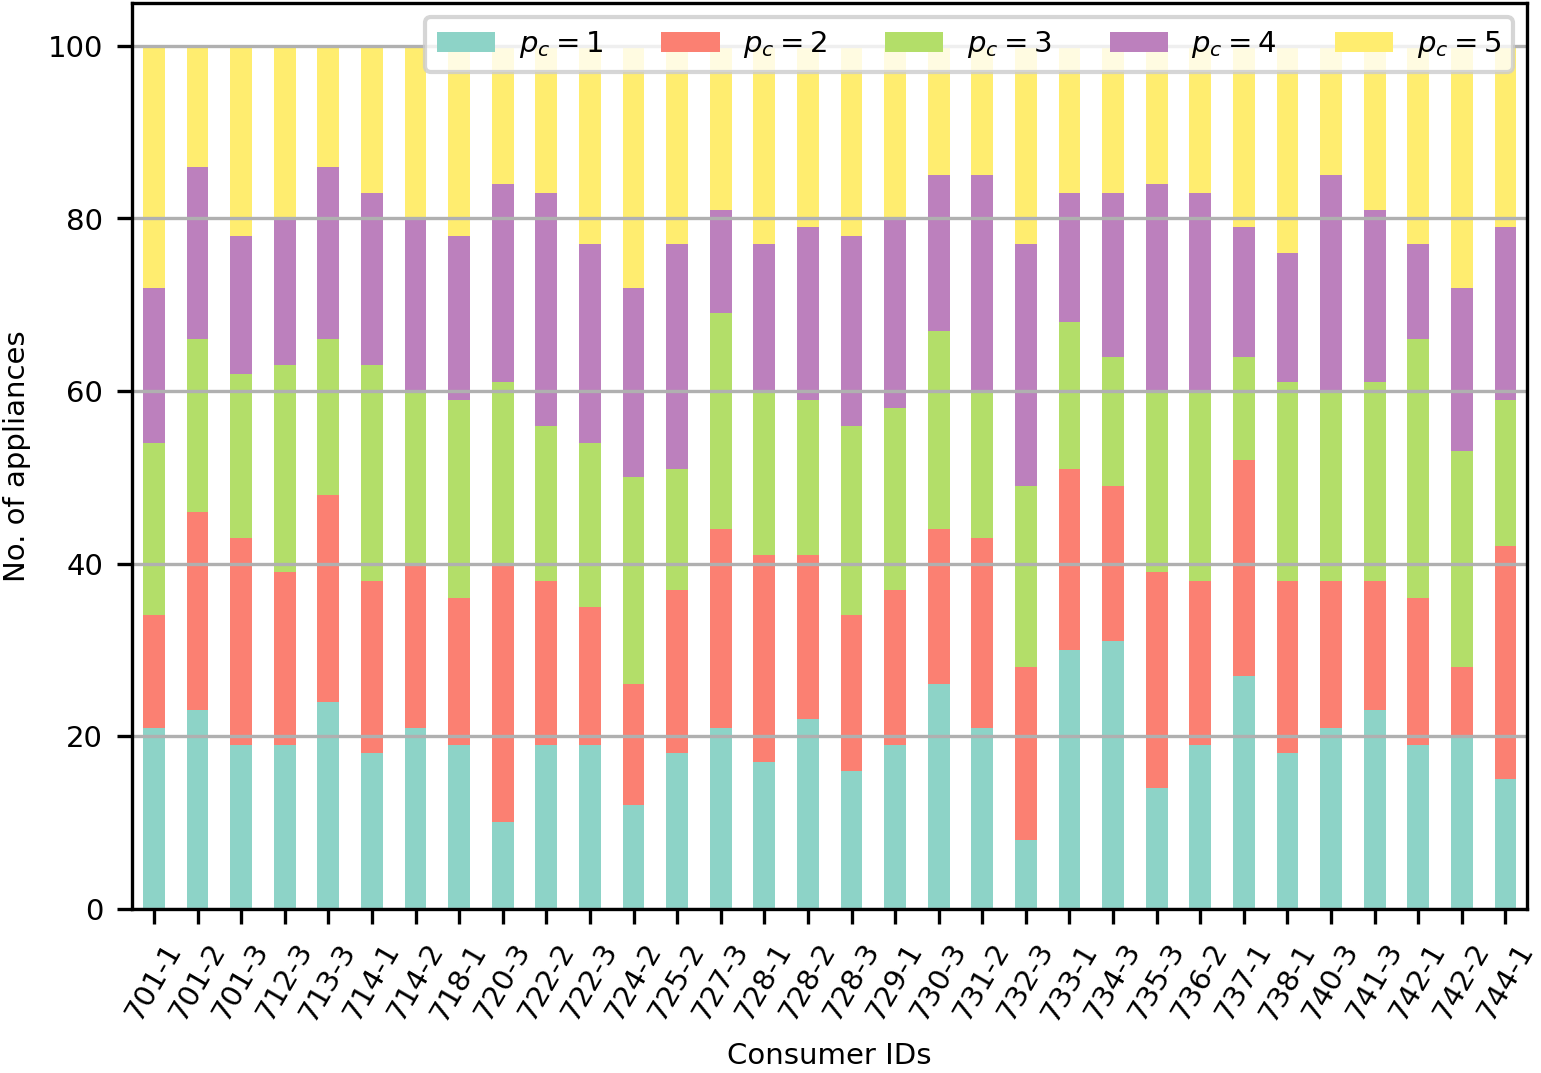 p_c = 1 p_c = 2 p_c = 3 p_c = 4 p_c = 5
100
80
60
40
20
0
No. of appliances
701-1 701-2 701-3 712-3 713-3 714-1 714-2 718-1 720-3 722-2 722-3 724-2 725-2 727-3 728-1 728-2 728-3 729-1 730-3 731-2 732-3 733-1 734-3 735-3 736-2 737-1 738-1 740-3 741-3 742-1 742-2 744-1
Consumer IDs